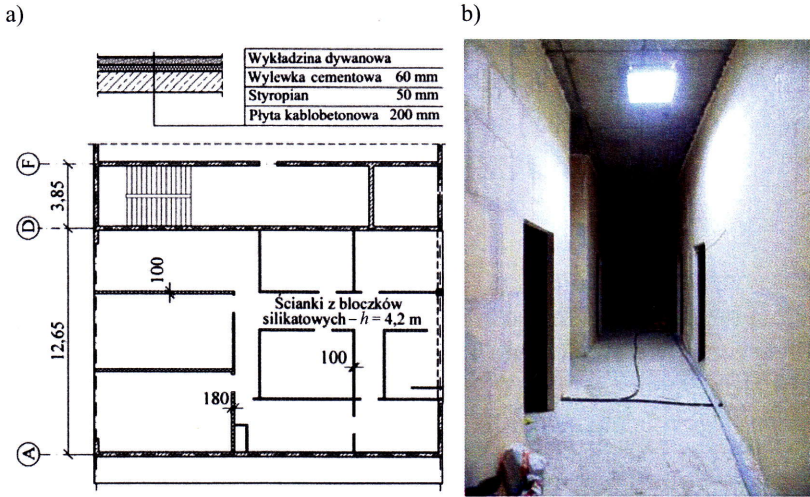 a)
b)
Wykładzina dywanowa
Wylewka cementowa 60 mm
Styropian 50 mm
Płyta kablobetonowa 200 mm
F
3,85
D
100
Ścianki z bloczków
silikatowych – h = 4,2 m
12,65
100
180
A